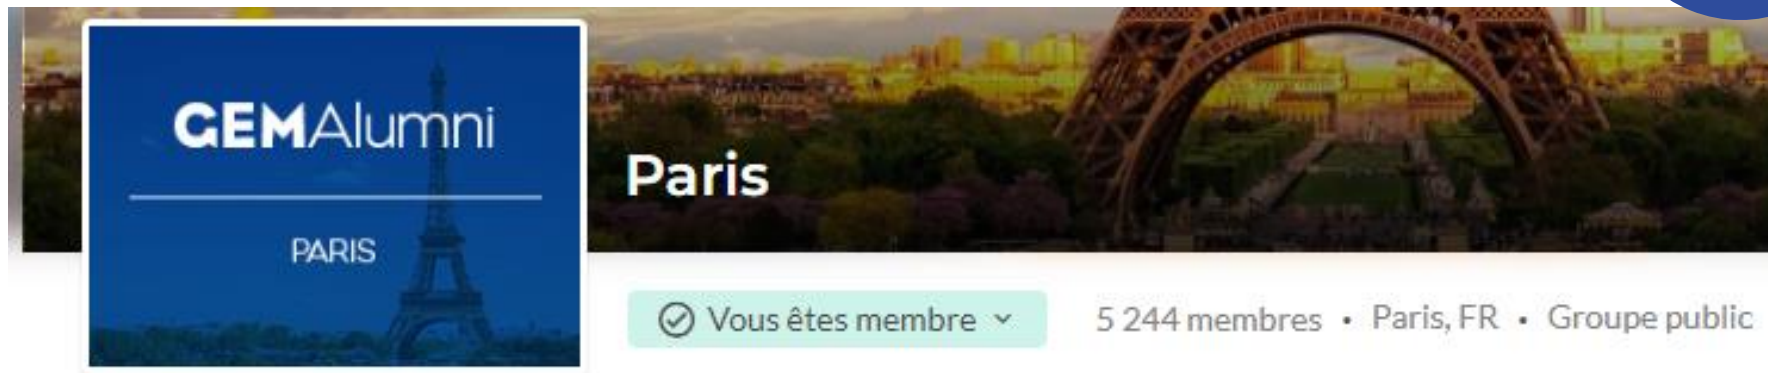 GEMAlumni
PARIS
Paris
Vous êtes membre
5 244 membres • Paris, FR • Groupe public